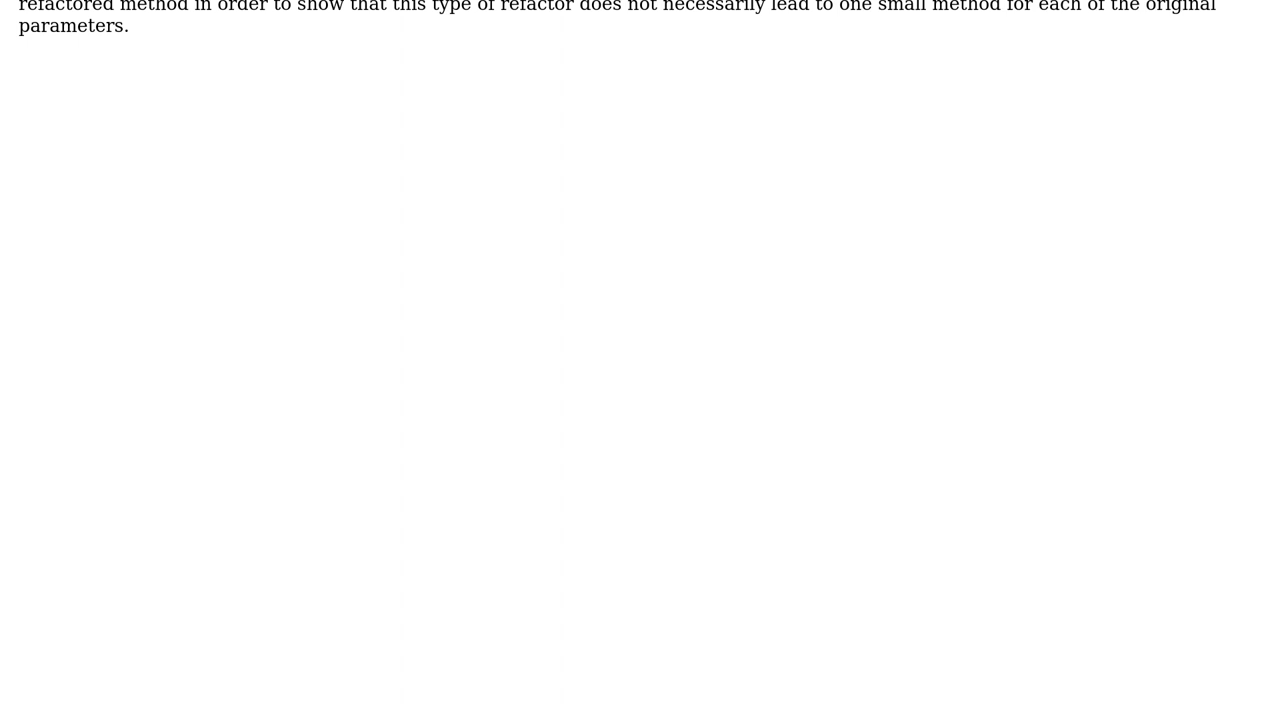 refactored method in order to show that this type of refactor does not necessarily lead to one small method for each of the original
parameters.